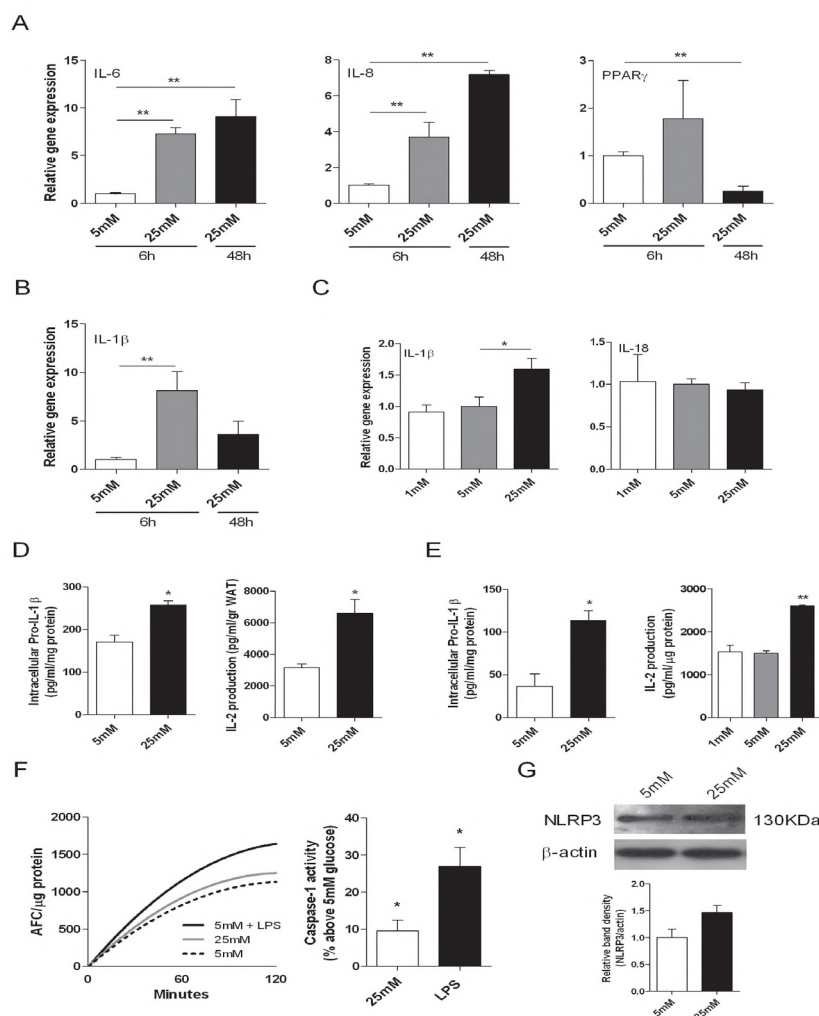 A
IL-6
**
**
Relative gene expression
15
10
5
0
5mM
25mM
25mM
6h
48h
IL-8
**
**
8
6
4
2
0
5mM
25mM
25mM
6h
48h
PPARγ
**
4
3
2
1
0
5mM
25mM
25mM
6h
48h
B
IL-1β
**
Relative gene expression
15
10
5
0
5mM
25mM
25mM
6h
48h
C
IL-1β
*
Relative gene expression
2.0
1.5
1.0
0.5
0.0
1mM
5mM
25mM
IL-18
1.5
1.0
0.5
0.0
1mM
5mM
25mM
D
Intracellular Pro-IL-1β
(pg/ml/mg protein)
300
200
100
0
*
5mM
25mM
IL-2 production (pg/ml/gr WAT)
8000
6000
4000
2000
0
*
5mM
25mM
E
Intracellular Pro-IL-1β
(pg/ml/mg protein)
150
100
50
0
*
5mM
25mM
IL-2 production
(pg/ml/µg protein)
3000
2000
1000
0
**
1mM
5mM
25mM
F
AFC/µg protein
2000
1500
1000
500
0
5mM + LPS
25mM
5mM
0
60
120
Minutes
Caspase-1 activity
(% above 5mM glucose)
40
30
20
10
0
*
*
25mM
LPS
G
5mM
25mM
NLRP3
130KDa
β-actin
Relative band density
(NLRP3/actin)
2.0
1.5
1.0
0.5
0.0
5mM
25mM